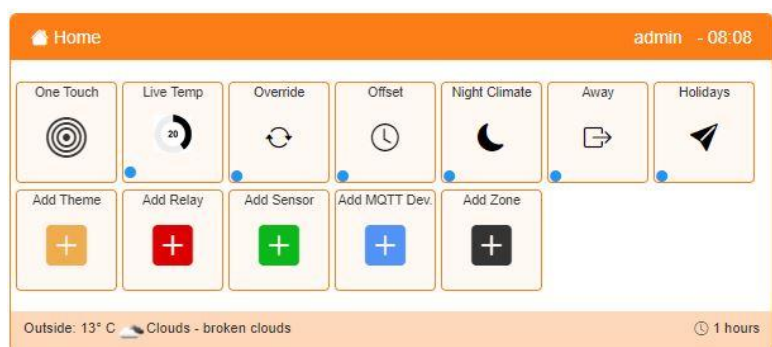 Home admin - 08:08
One Touch Live Temp Override Offset Night Climate Away Holidays
20
Add Theme Add Relay Add Sensor Add MQTT Dev. Add Zone
Outside: 13° C Clouds - broken clouds 1 hours